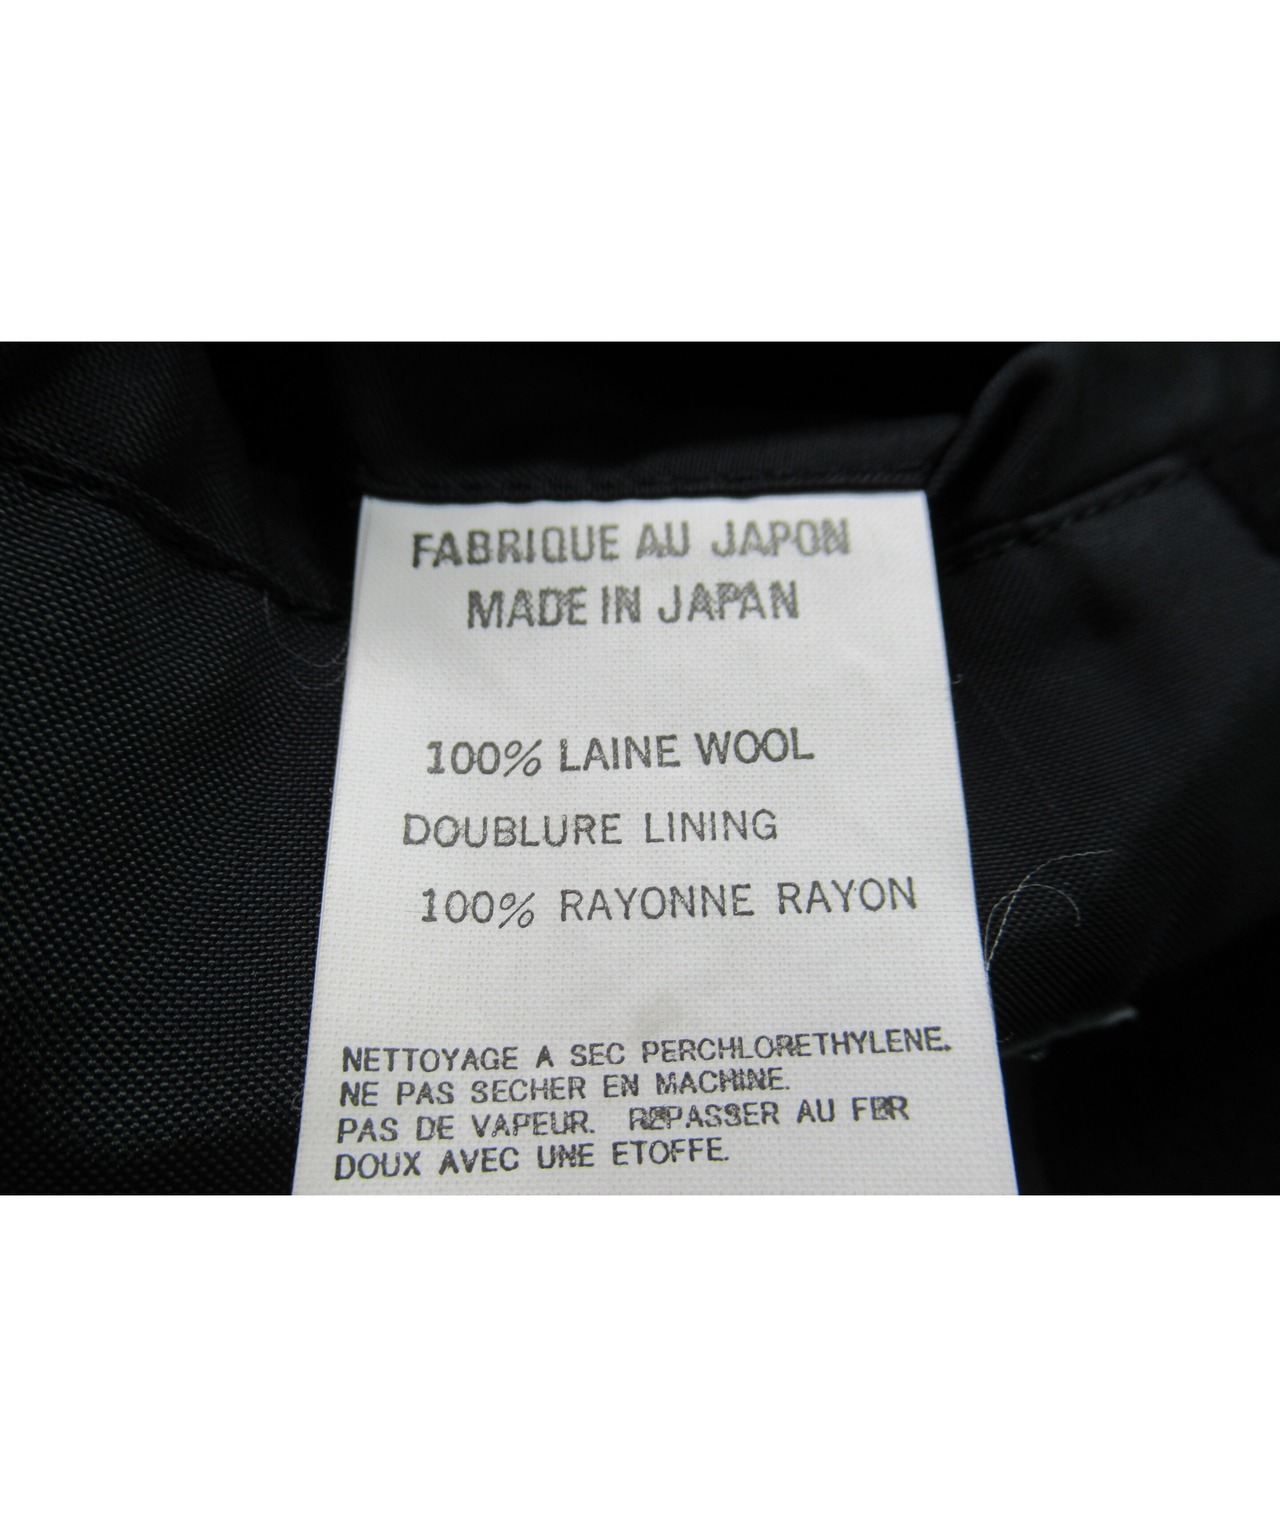 FABRIQUE AU JAPON
MADE IN JAPAN
100% LAINE WOOL
DOUBLURE LINING
100% RAYONNE RAYON
NETTOYAGE A SEC PERCHLORETHYLENE.
NE PAS SECHER EN MACHINE.
PAS DE VAPEUR. REPASSER AU FER
DOUX AVEC UNE ETOFFE.